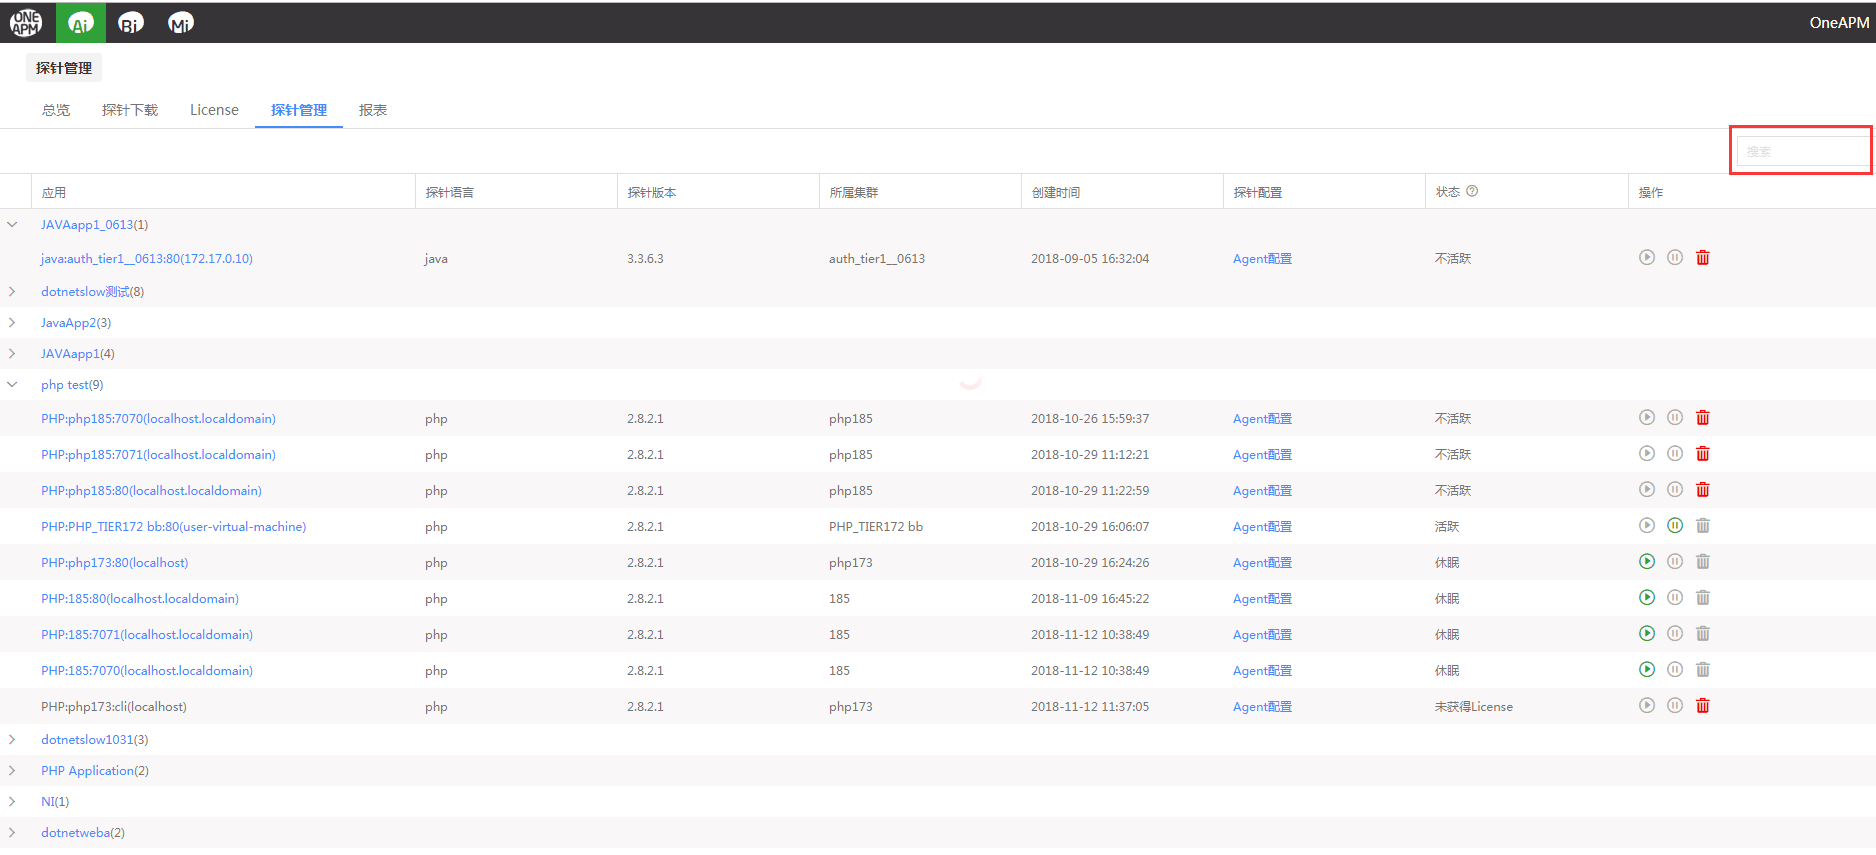 ONE APM Ai Bi Mi OneAPM
探针管理
总览 探针下载 License 探针管理 报表
搜索
应用 探针语言 探针版本 所属集群 创建时间 探针配置 状态 ? 操作
JAVAapp1_0613(1)
java:auth_tier1__0613:80(172.17.0.10) java 3.3.6.3 auth_tier1__0613 2018-09-05 16:32:04 Agent配置 不活跃
dotnetslow测试(8)
JavaApp2(3)
JAVAapp1(4)
php test(9)
PHP:php185:7070(localhost.localdomain) php 2.8.2.1 php185 2018-10-26 15:59:37 Agent配置 不活跃
PHP:php185:7071(localhost.localdomain) php 2.8.2.1 php185 2018-10-29 11:12:21 Agent配置 不活跃
PHP:php185:80(localhost.localdomain) php 2.8.2.1 php185 2018-10-29 11:22:59 Agent配置 不活跃
PHP:PHP_TIER172 bb:80(user-virtual-machine) php 2.8.2.1 PHP_TIER172 bb 2018-10-29 16:06:07 Agent配置 活跃
PHP:php173:80(localhost) php 2.8.2.1 php173 2018-10-29 16:24:26 Agent配置 休眠
PHP:185:80(localhost.localdomain) php 2.8.2.1 185 2018-11-09 16:45:22 Agent配置 休眠
PHP:185:7071(localhost.localdomain) php 2.8.2.1 185 2018-11-12 10:38:49 Agent配置 休眠
PHP:185:7070(localhost.localdomain) php 2.8.2.1 185 2018-11-12 10:38:49 Agent配置 休眠
PHP:php173:cli(localhost) php 2.8.2.1 php173 2018-11-12 11:37:05 Agent配置 未获得License
dotnetslow1031(3)
PHP Application(2)
NI(1)
dotnetweba(2)